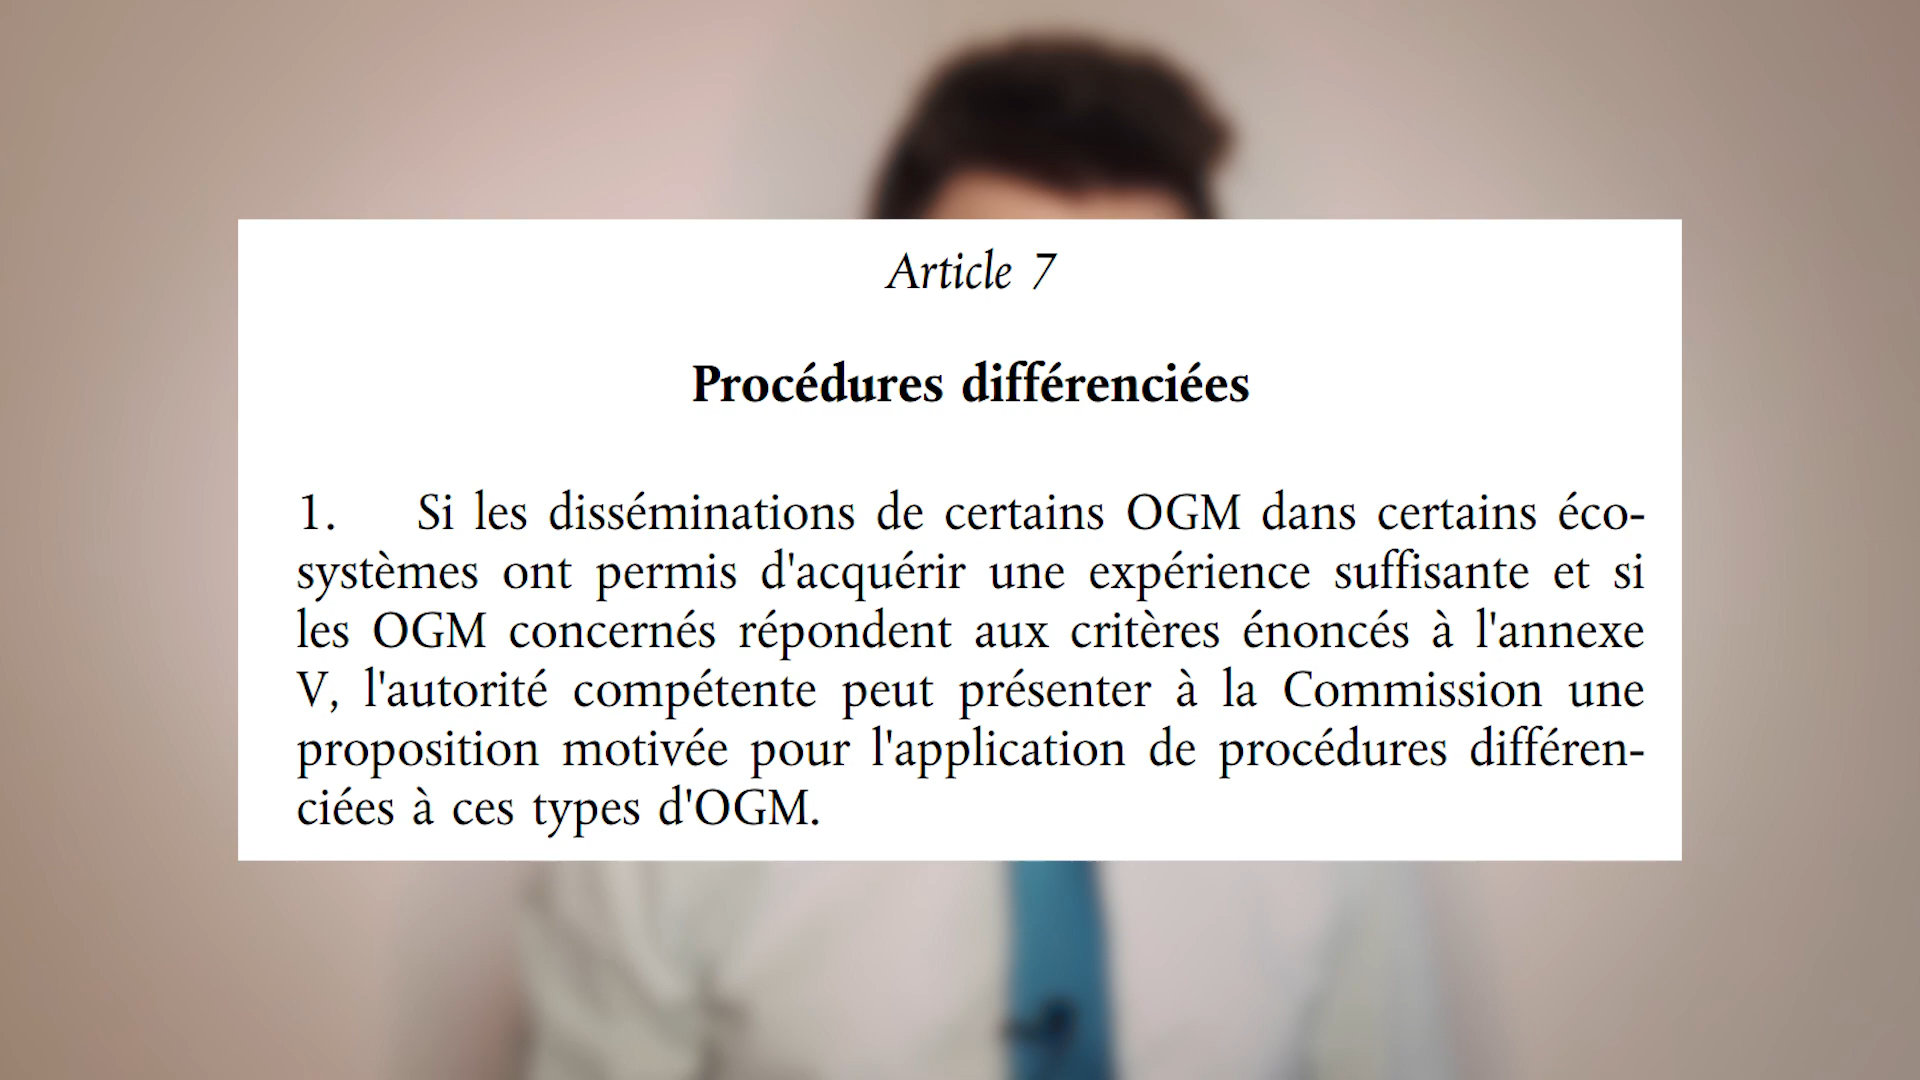 Article 7
Procédures différenciées
1. Si les disséminations de certains OGM dans certains éco-
systèmes ont permis d'acquérir une expérience suffisante et si
les OGM concernés répondent aux critères énoncés à l'annexe
V, l'autorité compétente peut présenter à la Commission une
proposition motivée pour l'application de procédures différen-
ciées à ces types d'OGM.